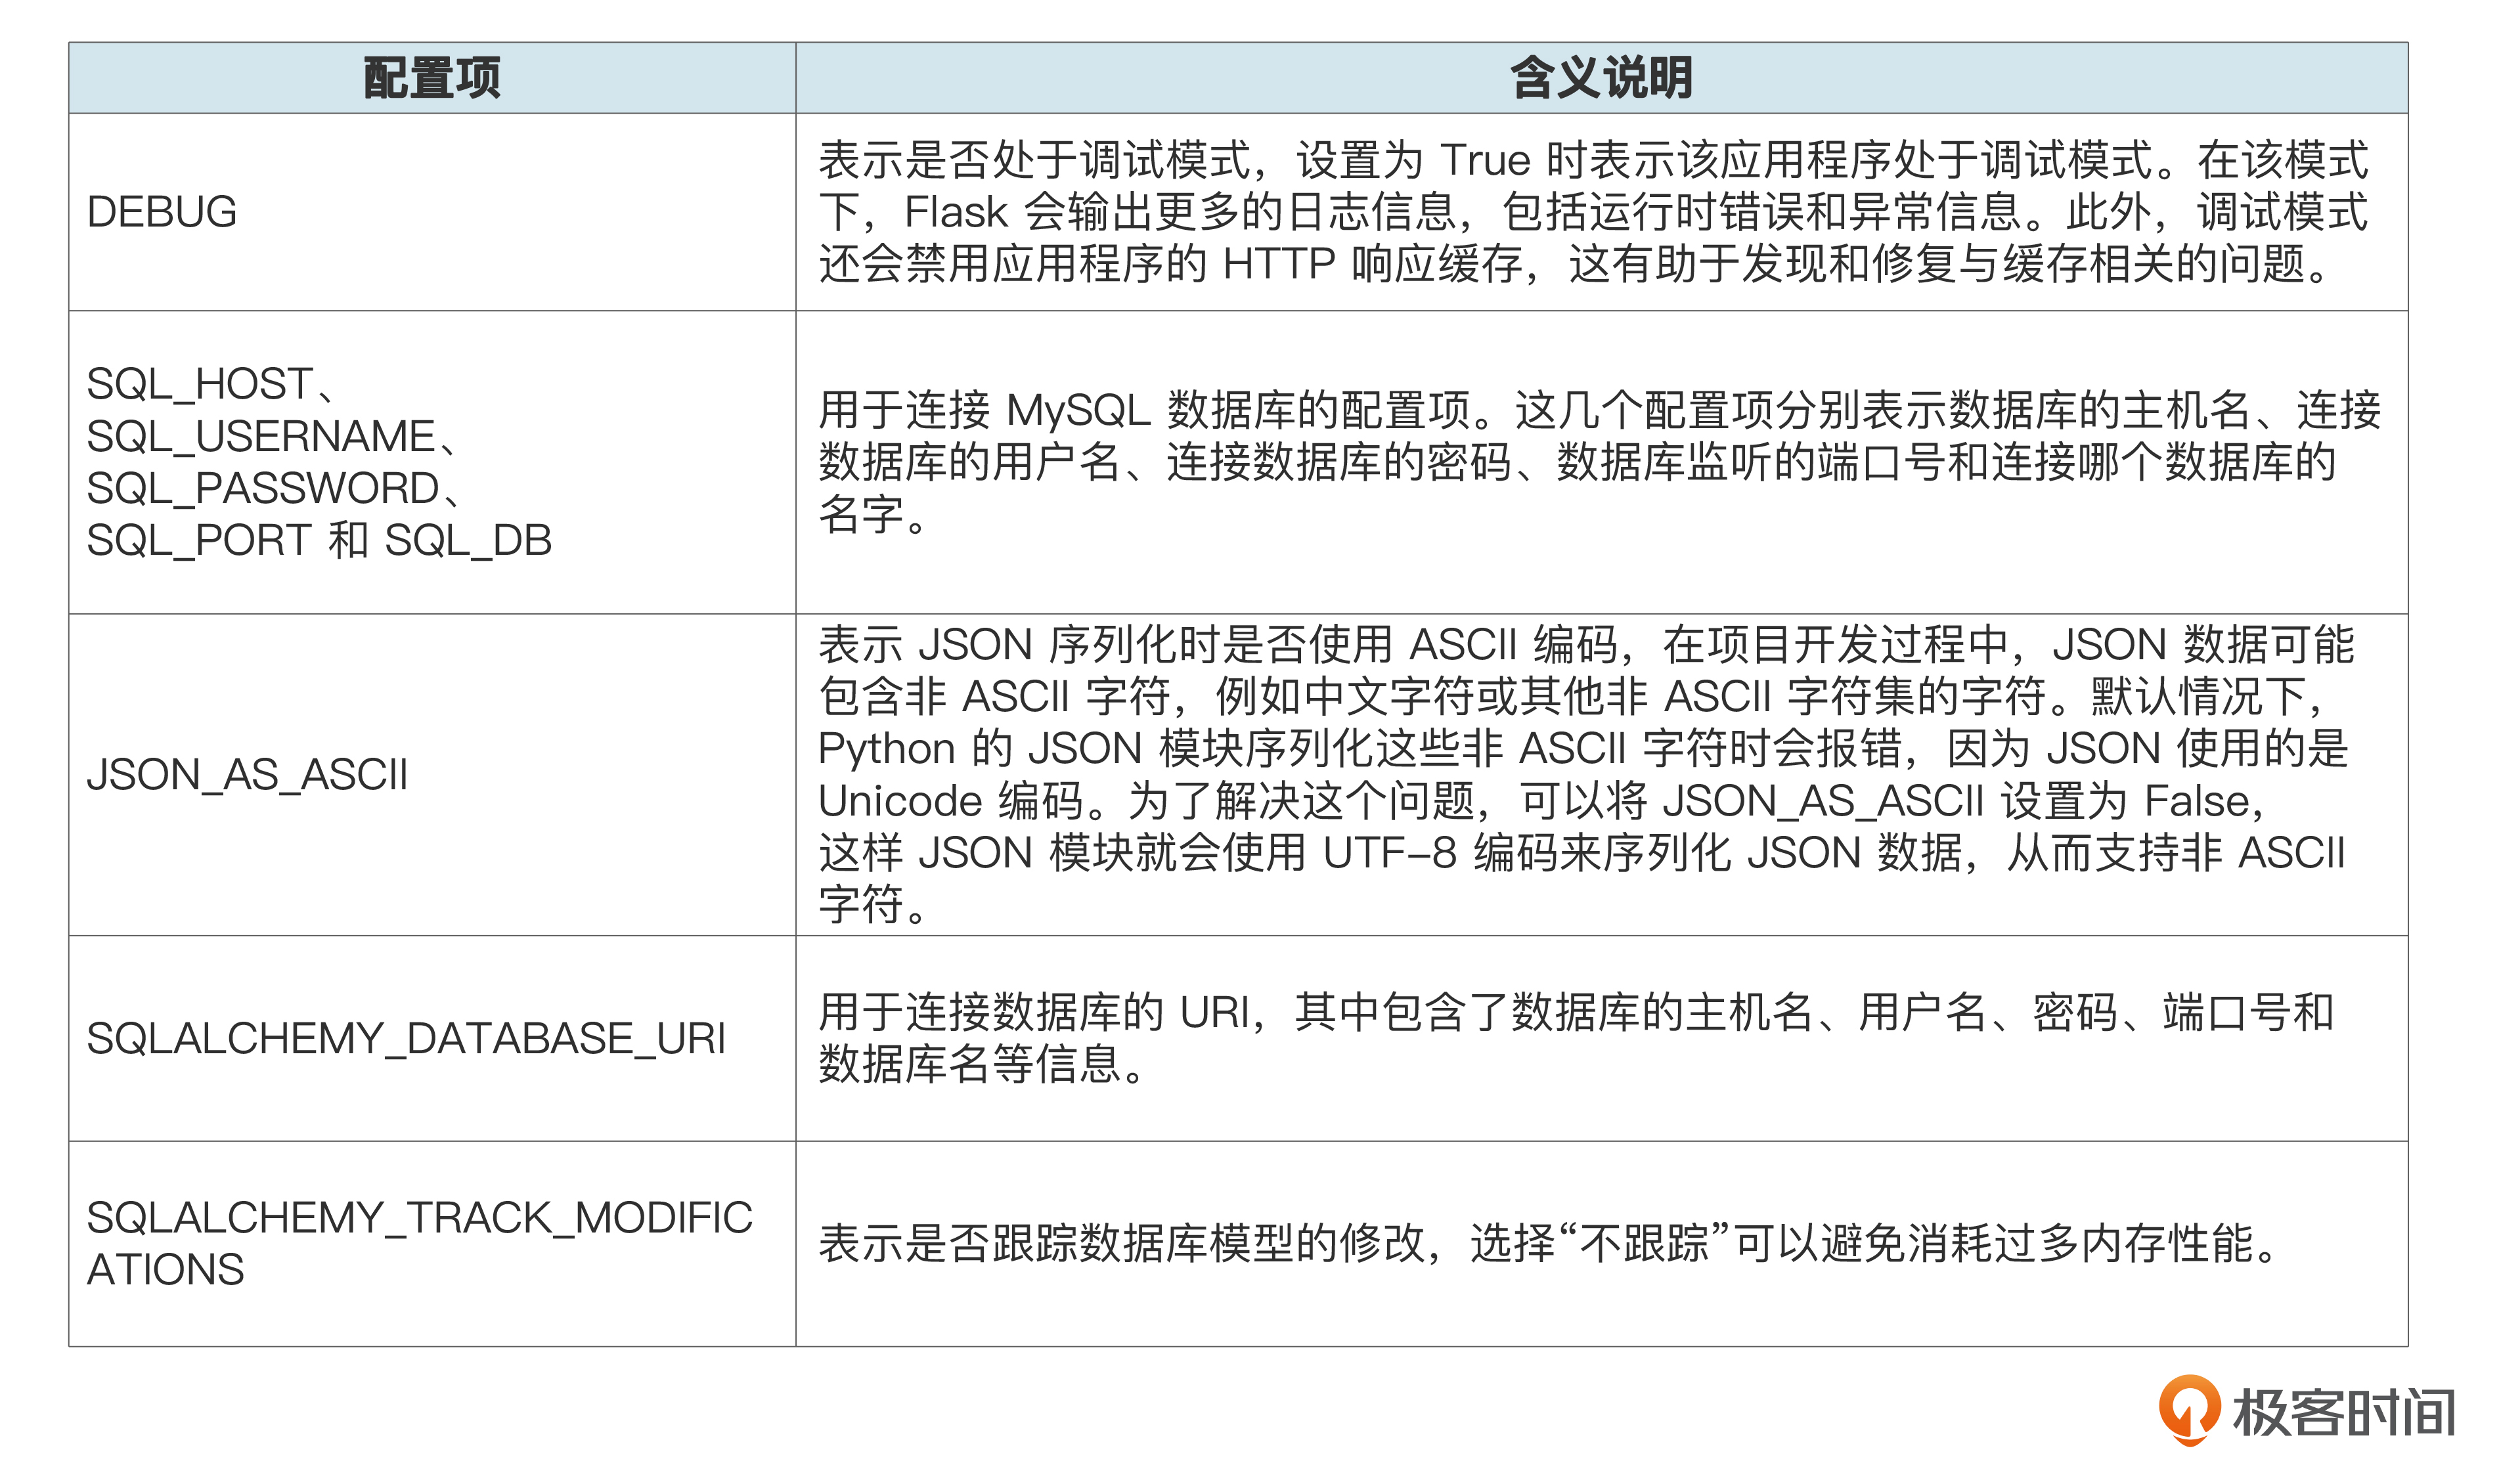 配置项
含义说明
DEBUG
表示是否处于调试模式，设置为 True 时表示该应用程序处于调试模式。在该模式
下，Flask 会输出更多的日志信息，包括运行时错误和异常信息。此外，调试模式
还会禁用应用程序的 HTTP 响应缓存，这有助于发现和修复与缓存相关的问题。
SQL_HOST、
SQL_USERNAME、
SQL_PASSWORD、
SQL_PORT 和 SQL_DB
用于连接 MySQL 数据库的配置项。这几个配置项分别表示数据库的主机名、连接
数据库的用户名、连接数据库的密码、数据库监听的端口号和连接哪个数据库的
名字。
JSON_AS_ASCII
表示 JSON 序列化时是否使用 ASCII 编码，在项目开发过程中，JSON 数据可能
包含非 ASCII 字符，例如中文字符或其他非 ASCII 字符集的字符。默认情况下，
Python 的 JSON 模块序列化这些非 ASCII 字符时会报错，因为 JSON 使用的是
Unicode 编码。为了解决这个问题，可以将 JSON_AS_ASCII 设置为 False，
这样 JSON 模块就会使用 UTF-8 编码来序列化 JSON 数据，从而支持非 ASCII
字符。
SQLALCHEMY_DATABASE_URI
用于连接数据库的 URI，其中包含了数据库的主机名、用户名、密码、端口号和
数据库名等信息。
SQLALCHEMY_TRACK_MODIFIC
ATIONS
表示是否跟踪数据库模型的修改，选择“不跟踪”可以避免消耗过多内存性能。
极客时间